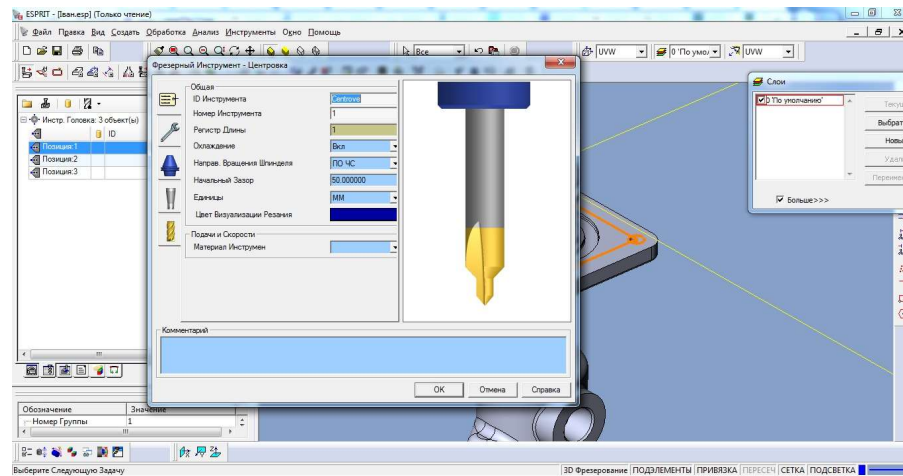 ESPRIT - [Іван.esp] (Только чтение)
Файл Правка Вид Создать Обработка Анализ Инструменты Окно Помощь
Все
UVW
0 'По умол
UVW
Фрезерный Инструмент - Центровка
Общая
ID Инструмента Centrovе
Номер Инструмента 1
Регистр Длины 1
Охлаждение Вкл
Направ. Вращения Шпинделя ПО ЧС
Начальный Зазор 50.000000
Единицы ММ
Цвет Визуализации Резания
Подачи и Скорости
Материал Инструмен
Комментарий
OK Отмена Справка
Инстр. Головка: 3 объект(ы)
ID
Позиция:1
Позиция:2
Позиция:3
Слои
0 'По умолчанию'
Текущ
Выбрат
Новы
Удал
Переиме
Больше>>>
Обозначение Значение
Номер Группы 1
Выберите Следующую Задачу
3D Фрезерование ПОДЭЛЕМЕНТЫ ПРИВЯЗКА ПЕРЕСЕЧ СЕТКА ПОДСВЕТКА